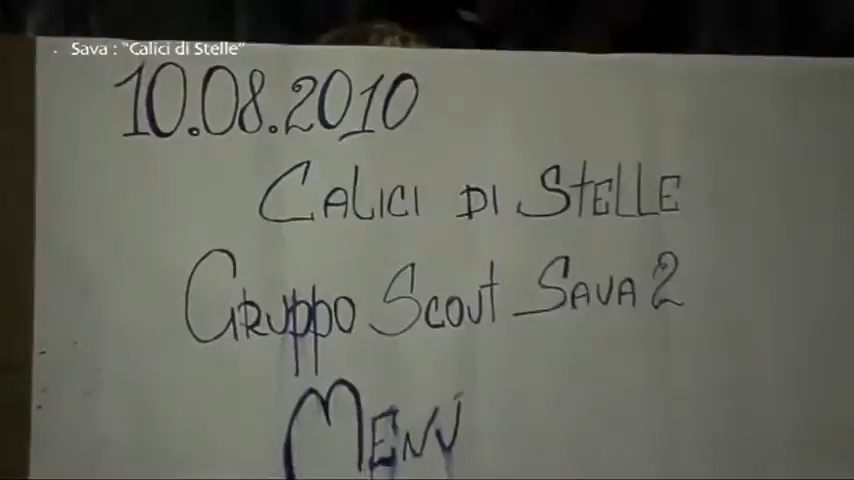 Sava : "Calici di Stelle"
10.08.2010
CALICI DI STELLE
GRUPPO SCOUT SAVA 2
MENÙ